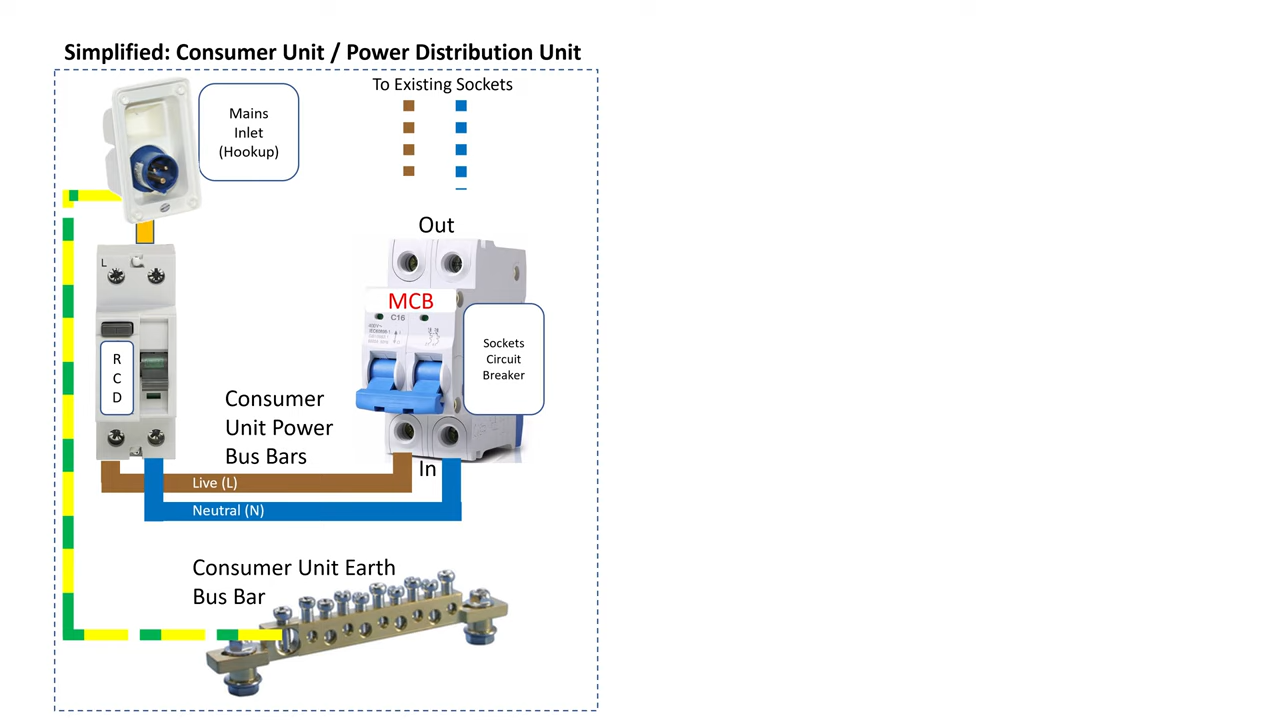 Simplified: Consumer Unit / Power Distribution Unit
To Existing Sockets
Mains
Inlet
(Hookup)
Out
L
MCB
C16
Sockets
Circuit
Breaker
R
C
D
Consumer
Unit Power
Bus Bars
In
Live (L)
Neutral (N)
Consumer Unit Earth
Bus Bar